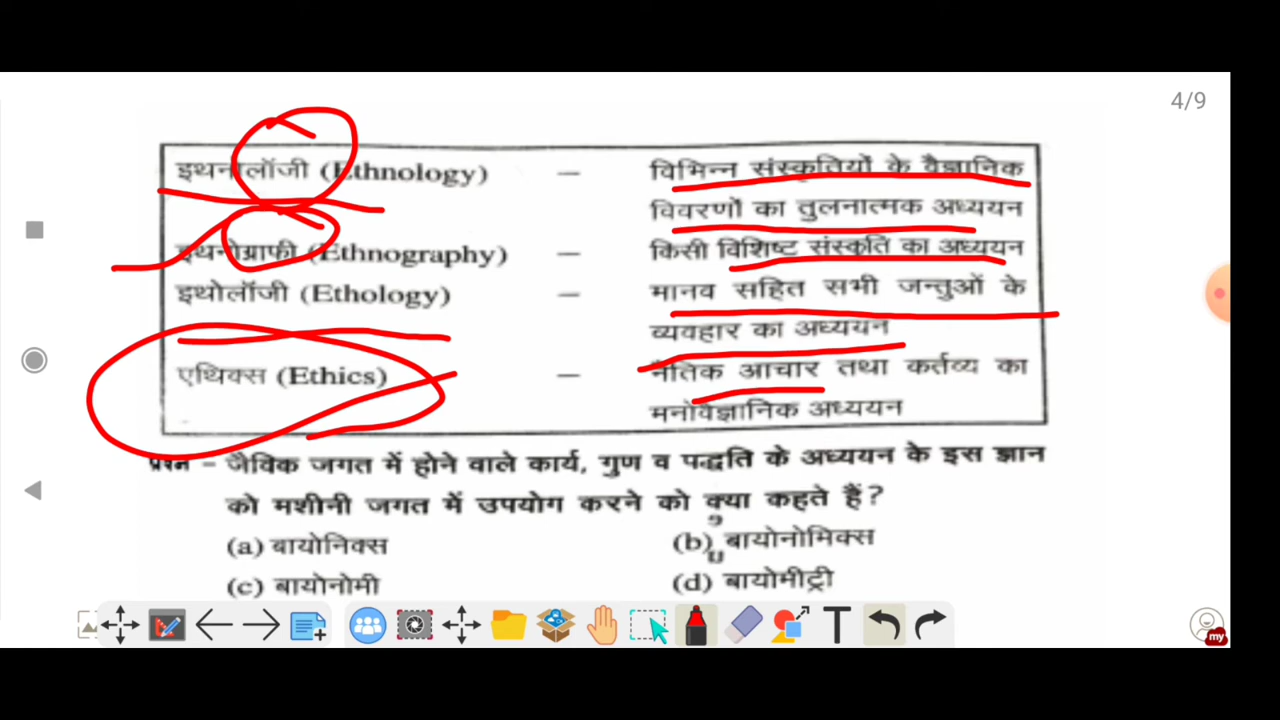 4/9
इथनालॉजी (Ethnology) – विभिन्न संस्कृतियों के वैज्ञानिक
विवरणों का तुलनात्मक अध्ययन
इथनोग्राफी (Ethnography) – किसी विशिष्ट संस्कृति का अध्ययन
इथोलॉजी (Ethology) – मानव सहित सभी जन्तुओं के
व्यवहार का अध्ययन
एथिक्स (Ethics) – नैतिक आचार तथा कर्तव्य का
मनोवैज्ञानिक अध्ययन
प्रश्न – जैविक जगत में होने वाले कार्य, गुण व पद्धति के अध्ययन के इस ज्ञान
को मशीनी जगत में उपयोग करने को क्या कहते हैं?
(a) बायोनिक्स (b) बायोनोमिक्स
(c) बायोनोमी (d) बायोमीट्री
T
my